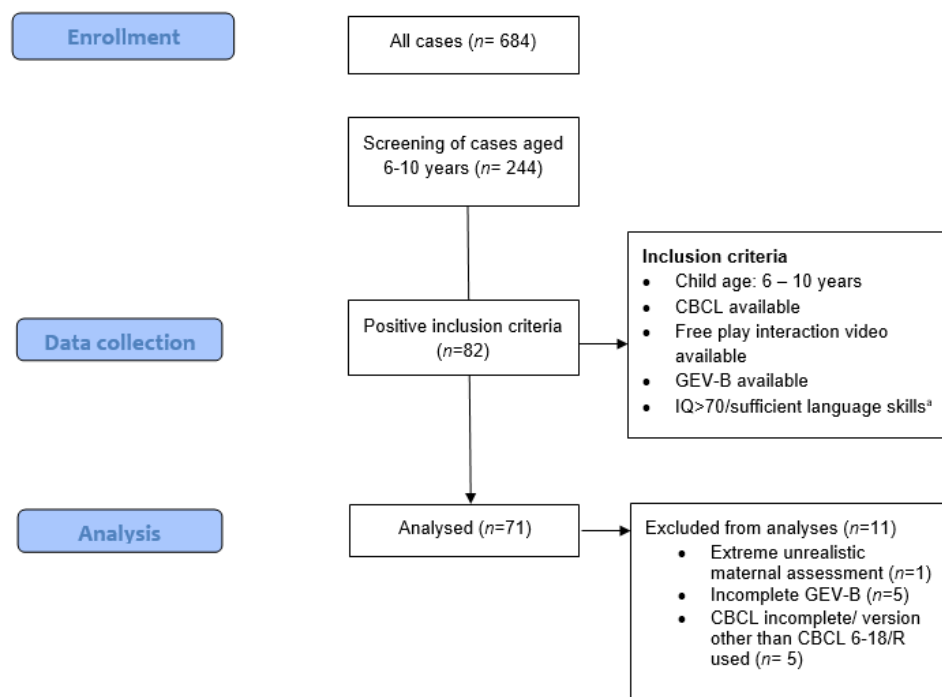 Enrollment
All cases (n= 684)
Screening of cases aged
6-10 years (n= 244)
Inclusion criteria
• Child age: 6 – 10 years
• CBCL available
• Free play interaction video
available
• GEV-B available
• IQ>70/sufficient language skillsᵃ
Data collection
Positive inclusion criteria
(n=82)
Analysis
Analysed (n=71)
Excluded from analyses (n=11)
• Extreme unrealistic
maternal assessment (n=1)
• Incomplete GEV-B (n=5)
• CBCL incomplete/ version
other than CBCL 6-18/R
used (n= 5)